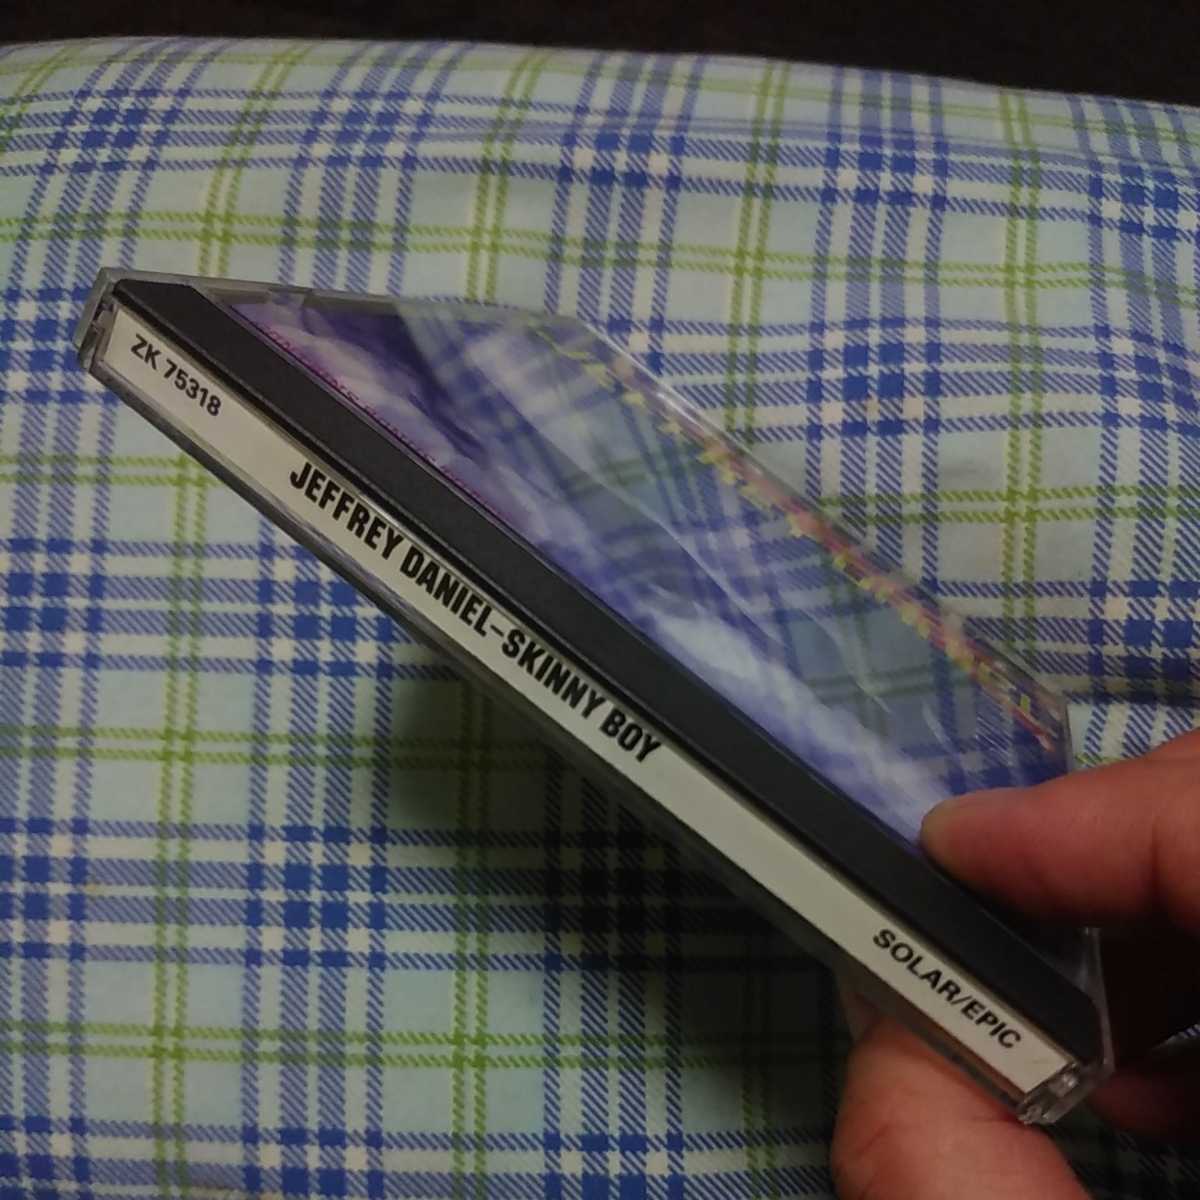 ZK 75318
JEFFREY DANIEL-SKINNY BOY
SOLAR/EPIC